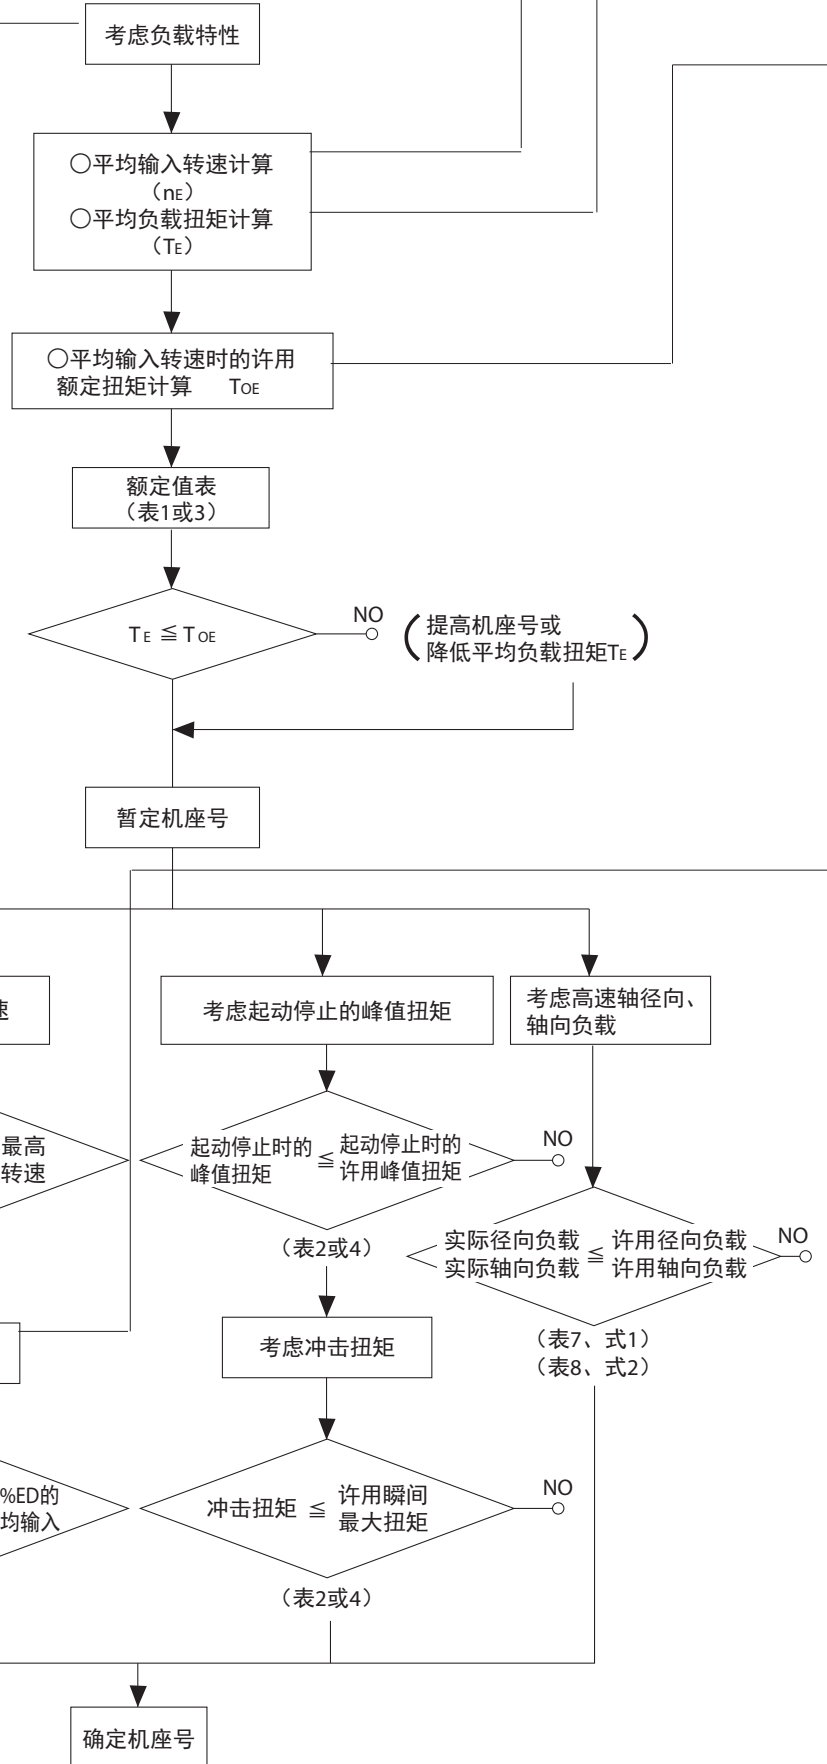 考虑负载特性
○平均输入转速计算
（nE）
○平均负载扭矩计算
（TE）
○平均输入转速时的许用
额定扭矩计算 TOE
额定值表
（表1或3）
TE ≦ TOE
NO
（提高机座号或
降低平均负载扭矩TE）
暂定机座号
速
考虑起动停止的峰值扭矩
考虑高速轴径向、
轴向负载
最高
转速
起动停止时的
峰值扭矩
≦
起动停止时的
许用峰值扭矩
NO
（表2或4）
实际径向负载
实际轴向负载
≦
许用径向负载
许用轴向负载
NO
（表7、式1）
（表8、式2）
考虑冲击扭矩
%ED的
均输入
冲击扭矩 ≦
许用瞬间
最大扭矩
NO
（表2或4）
确定机座号